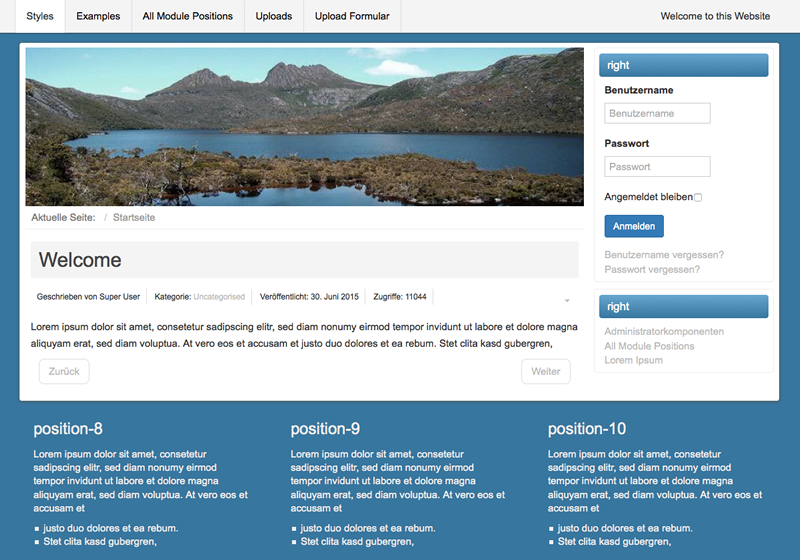 Styles Examples All Module Positions Uploads Upload Formular Welcome to this Website
Aktuelle Seite: / Startseite
Welcome
Geschrieben von Super User Kategorie: Uncategorised Veröffentlicht: 30. Juni 2015 Zugriffe: 11044
Lorem ipsum dolor sit amet, consetetur sadipscing elitr, sed diam nonumy eirmod tempor invidunt ut labore et dolore magna
aliquyam erat, sed diam voluptua. At vero eos et accusam et justo duo dolores et ea rebum. Stet clita kasd gubergren,
Zurück Weiter
right
Benutzername
Benutzername
Passwort
Passwort
Angemeldet bleiben
Anmelden
Benutzername vergessen?
Passwort vergessen?
right
Administratorkomponenten
All Module Positions
Lorem Ipsum
position-8
Lorem ipsum dolor sit amet, consetetur
sadipscing elitr, sed diam nonumy eirmod
tempor invidunt ut labore et dolore magna
aliquyam erat, sed diam voluptua. At vero eos et
accusam et
justo duo dolores et ea rebum.
Stet clita kasd gubergren,
position-9
Lorem ipsum dolor sit amet, consetetur
sadipscing elitr, sed diam nonumy eirmod
tempor invidunt ut labore et dolore magna
aliquyam erat, sed diam voluptua. At vero eos et
accusam et
justo duo dolores et ea rebum.
Stet clita kasd gubergren,
position-10
Lorem ipsum dolor sit amet, consetetur
sadipscing elitr, sed diam nonumy eirmod
tempor invidunt ut labore et dolore magna
aliquyam erat, sed diam voluptua. At vero eos et
accusam et
justo duo dolores et ea rebum.
Stet clita kasd gubergren,